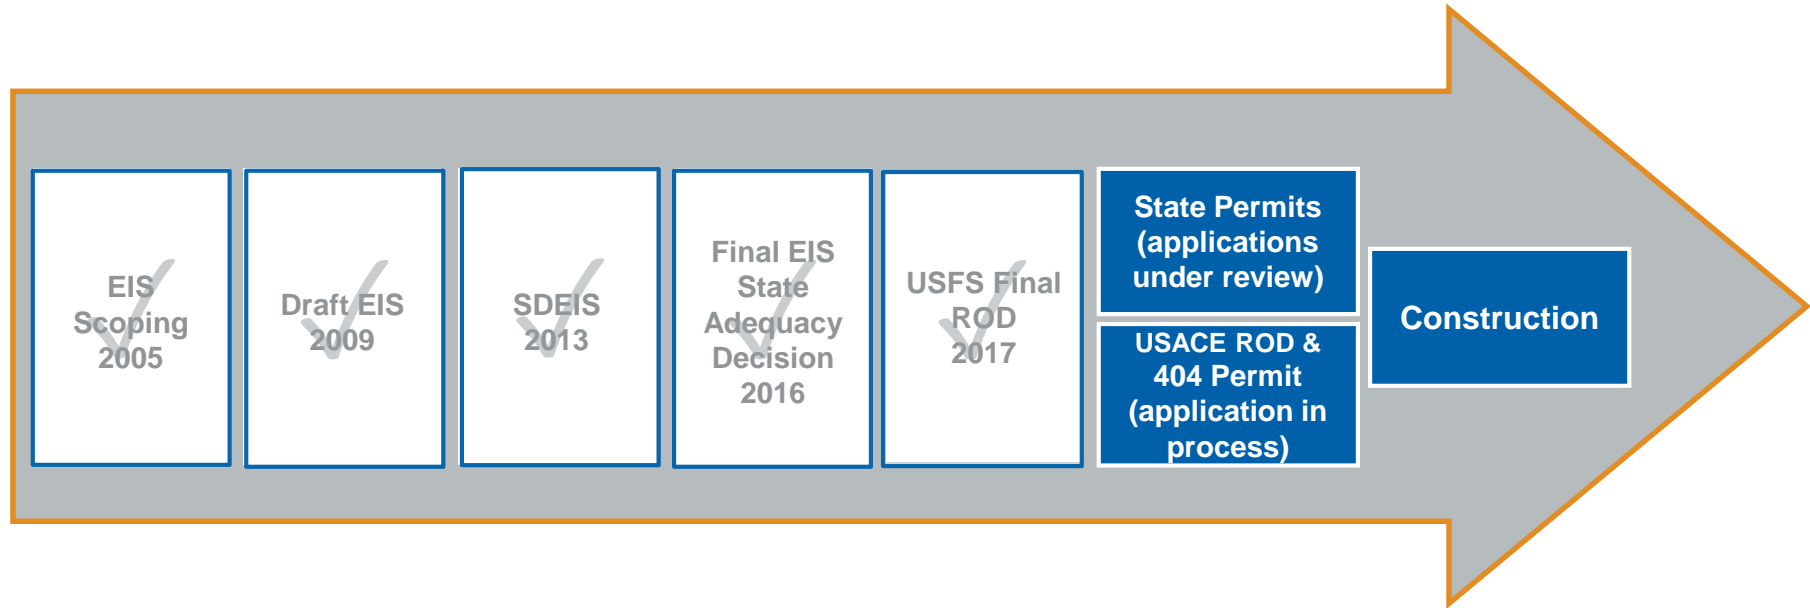 EIS
Scoping
2005
Draft EIS
2009
SDEIS
2013
Final EIS
State
Adequacy
Decision
2016
USFS Final
ROD
2017
State Permits
(applications
under review)
USACE ROD &
404 Permit
(application in
process)
Construction